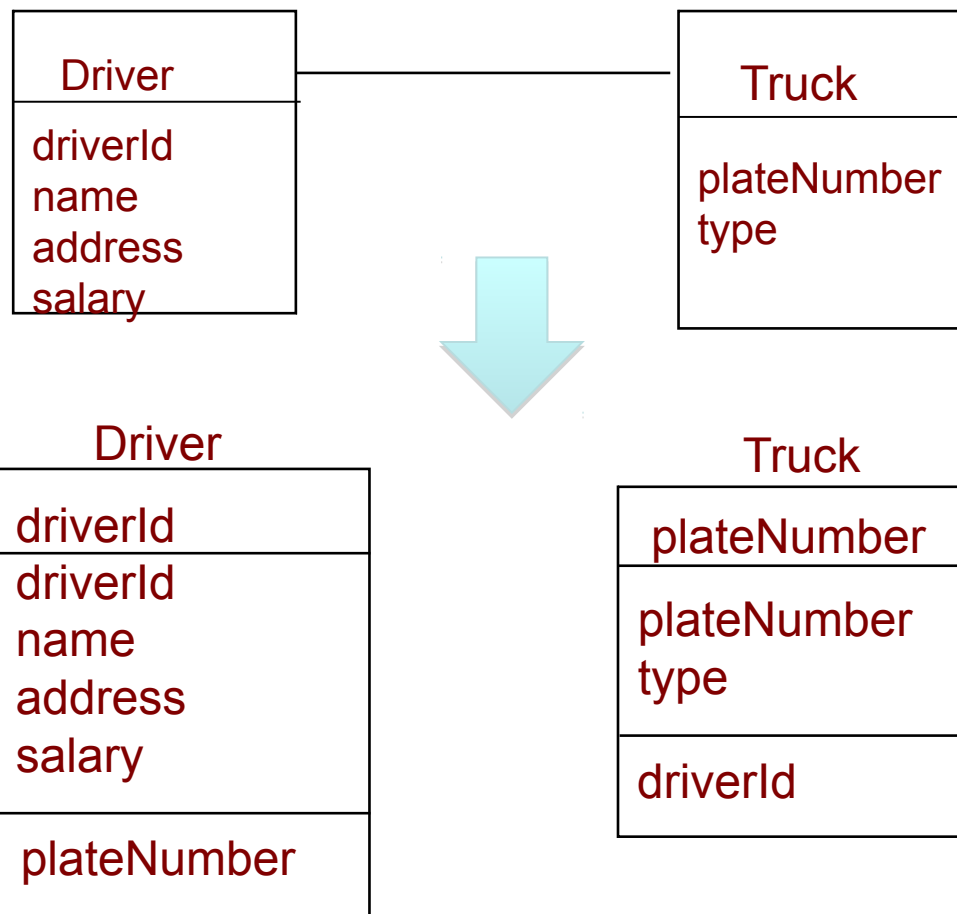 Driver
driverId
name
address
salary
Truck
plateNumber
type
Driver
driverId
driverId
name
address
salary
plateNumber
Truck
plateNumber
plateNumber
type
driverId